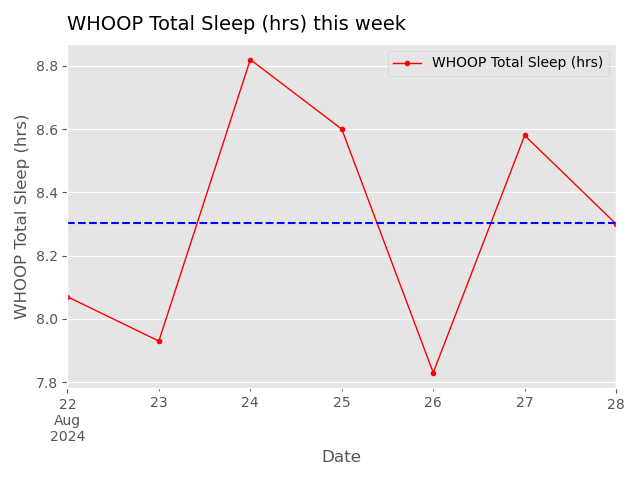 WHOOP Total Sleep (hrs) this week
WHOOP Total Sleep (hrs)
WHOOP Total Sleep (hrs)
8.8
8.6
8.4
8.2
8.0
7.8
22 23 24 25 26 27 28
Aug
2024
Date